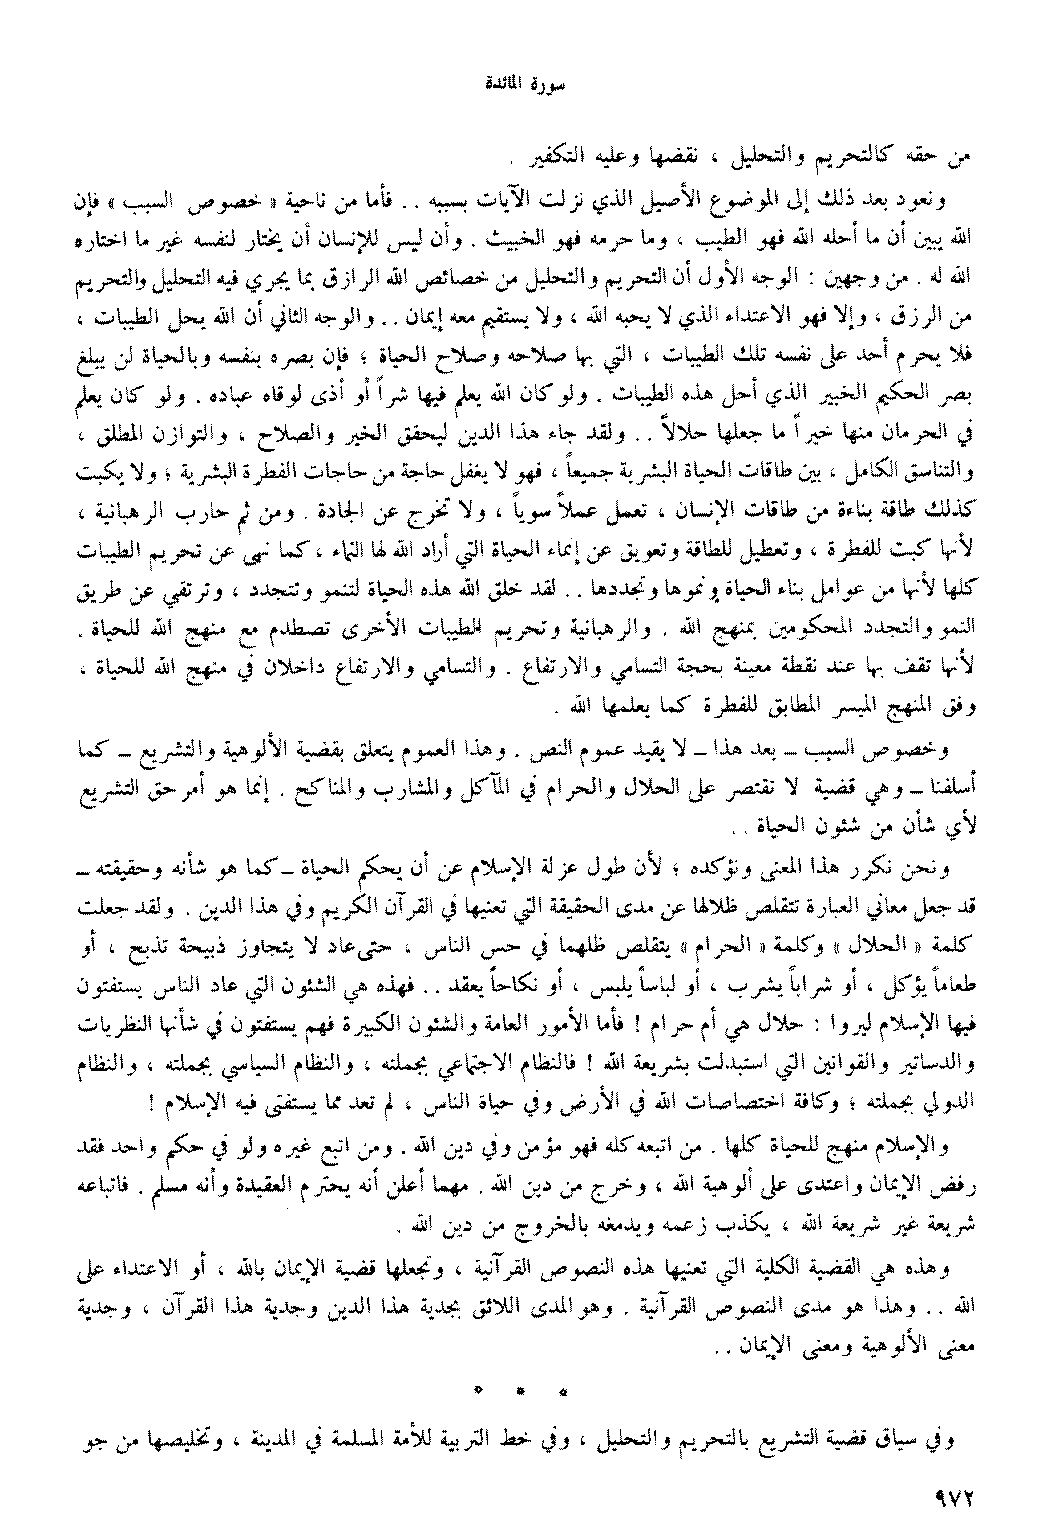 سورة المائدة
من حقه كالتحريم والتحليل ، نقضها وعليه التكفير .
ونعود بعد ذلك إلى الموضوع الأصيل الذي نزلت الآيات بسببه .. فأما من ناحية « خصوص السبب » فإن
الله يبين أن ما أحله الله فهو الطيب ، وما حرمه فهو الخبيث . وأن ليس للإنسان أن يختار لنفسه غير ما اختاره
الله له . من وجهين : الوجه الأول أن التحريم والتحليل من خصائص الله الرازق بما يجري فيه التحليل والتحريم
من الرزق ، وإلا فهو الاعتداء الذي لا يحبه الله ، ولا يستقيم معه إيمان .. والوجه الثاني أن الله يحل الطيبات ،
فلا يحرم أحد على نفسه تلك الطيبات ، التي بها صلاحه وصلاح الحياة ؛ فإن بصره بنفسه وبالحياة لن يبلغ
بصر الحكيم الخبير الذي أحل هذه الطيبات . ولو كان الله يعلم فيها شراً أو أذى لوقاه عباده . ولو كان يعلم
في الحرمان منها خيراً ما جعلها حلالاً .. ولقد جاء هذا الدين ليحقق الخير والصلاح ، والتوازن المطلق ،
والتناسق الكامل ، بين طاقات الحياة البشرية جميعاً ، فهو لا يغفل حاجة من حاجات الفطرة البشرية ؛ ولا يكبت
كذلك طاقة بناءة من طاقات الإنسان ، تعمل عملاً سوياً ، ولا تخرج عن الجادة . ومن ثم حارب الرهبانية ،
لأنها كبت للفطرة ، وتعطيل للطاقة وتعويق عن إنماء الحياة التي أراد الله لها النماء ، كما نهى عن تحريم الطيبات
كلها لأنها من عوامل بناء الحياة ونموها وتجددها .. لقد خلق الله هذه الحياة لتنمو وتتجدد ، وترتقي عن طريق
النمو والتجدد المحكومين بمنهج الله . والرهبانية وتحريم الطيبات الأخرى تصطدم مع منهج الله للحياة .
لأنها تقف بها عند نقطة معينة بحجة التسامي والارتفاع . والتسامي والارتفاع داخلان في منهج الله للحياة ،
وفق المنهج الميسر المطابق للفطرة كما يعلمها الله .
وخصوص السبب – بعد هذا – لا يقيد عموم النص . وهذا العموم يتعلق بقضية الألوهية والتشريع – كما
أسلفنا – وهي قضية لا تقتصر على الحلال والحرام في المآكل والمشارب والمناكح . إنما هو أمر حق التشريع
لأي شأن من شئون الحياة ..
ونحن نكرر هذا المعنى ونؤكده ؛ لأن طول عزلة الإسلام عن أن يحكم الحياة – كما هو شأنه وحقيقته –
قد جعل معاني العبارة تتقلص ظلالها عن مدى الحقيقة التي تعنيها في القرآن الكريم وفي هذا الدين . ولقد جعلت
كلمة « الحلال » وكلمة « الحرام » يتقلص ظلهما في حس الناس ، حتى عاد لا يتجاوز ذبيحة تذبح ، أو
طعاماً يؤكل ، أو شراباً يشرب ، أو لباساً يلبس ، أو نكاحاً يعقد .. فهذه هي الشئون التي عاد الناس يستفتون
فيها الإسلام ليروا : حلال هي أم حرام ! فأما الأمور العامة والشئون الكبيرة فهم يستفتون في شأنها النظريات
والدساتير والقوانين التي استبدلت بشريعة الله ! فالنظام الاجتماعي بجملته ، والنظام السياسي بجملته ، والنظام
الدولي بجملته ؛ وكافة اختصاصات الله في الأرض وفي حياة الناس ، لم تعد مما يستفتى فيه الإسلام !
والإسلام منهج للحياة كلها . من اتبعه كله فهو مؤمن وفي دين الله . ومن اتبع غيره ولو في حكم واحد فقد
رفض الإيمان واعتدى على ألوهية الله ، وخرج من دين الله . مهما أعلن أنه يحترم العقيدة وأنه مسلم . فاتباعه
شريعة غير شريعة الله ، يكذب زعمه ويدمغه بالخروج من دين الله .
وهذه هي القضية الكلية التي تعنيها هذه النصوص القرآنية ، وتجعلها قضية الإيمان بالله ، أو الاعتداء على
الله .. وهذا هو مدى النصوص القرآنية . وهو المدى اللائق بجدية هذا الدين وجدية هذا القرآن ، وجدية
معنى الألوهية ومعنى الإيمان ..
* * *
وفي سياق قضية التشريع بالتحريم والتحليل ، وفي خط التربية للأمة المسلمة في المدينة ، وتخليصها من جو
٩٧٢